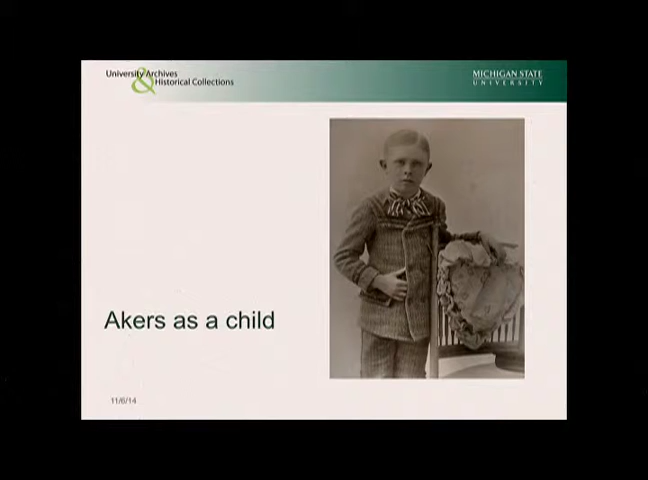 University Archives
& Historical Collections
MICHIGAN STATE
UNIVERSITY
Akers as a child
11/6/14